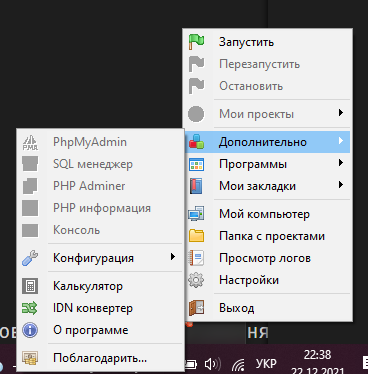 Запустить
Перезапустить
Остановить
Мои проекты
Дополнительно
Программы
Мои закладки
Мой компьютер
Папка с проектами
Просмотр логов
Настройки
Выход
PMA
PhpMyAdmin
SQL менеджер
PHP Adminer
PHP информация
Консоль
Конфигурация
Калькулятор
IDN конвертер
О программе
Поблагодарить...
НЯ
УКР
22:38
22.12.2021